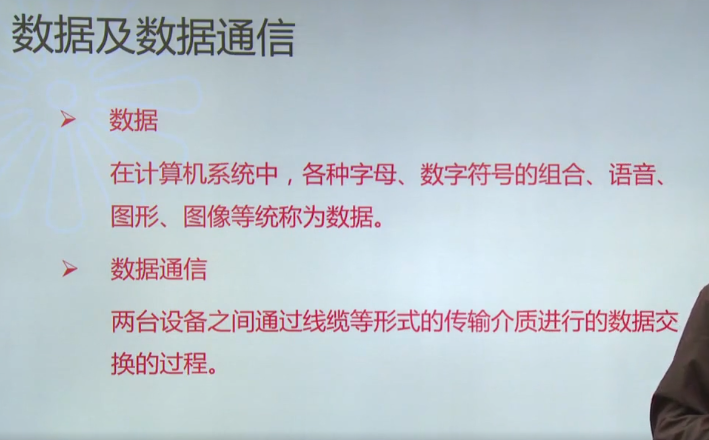 数据及数据通信
数据
在计算机系统中，各种字母、数字符号的组合、语音、
图形、图像等统称为数据。
数据通信
两台设备之间通过线缆等形式的传输介质进行的数据交
换的过程。